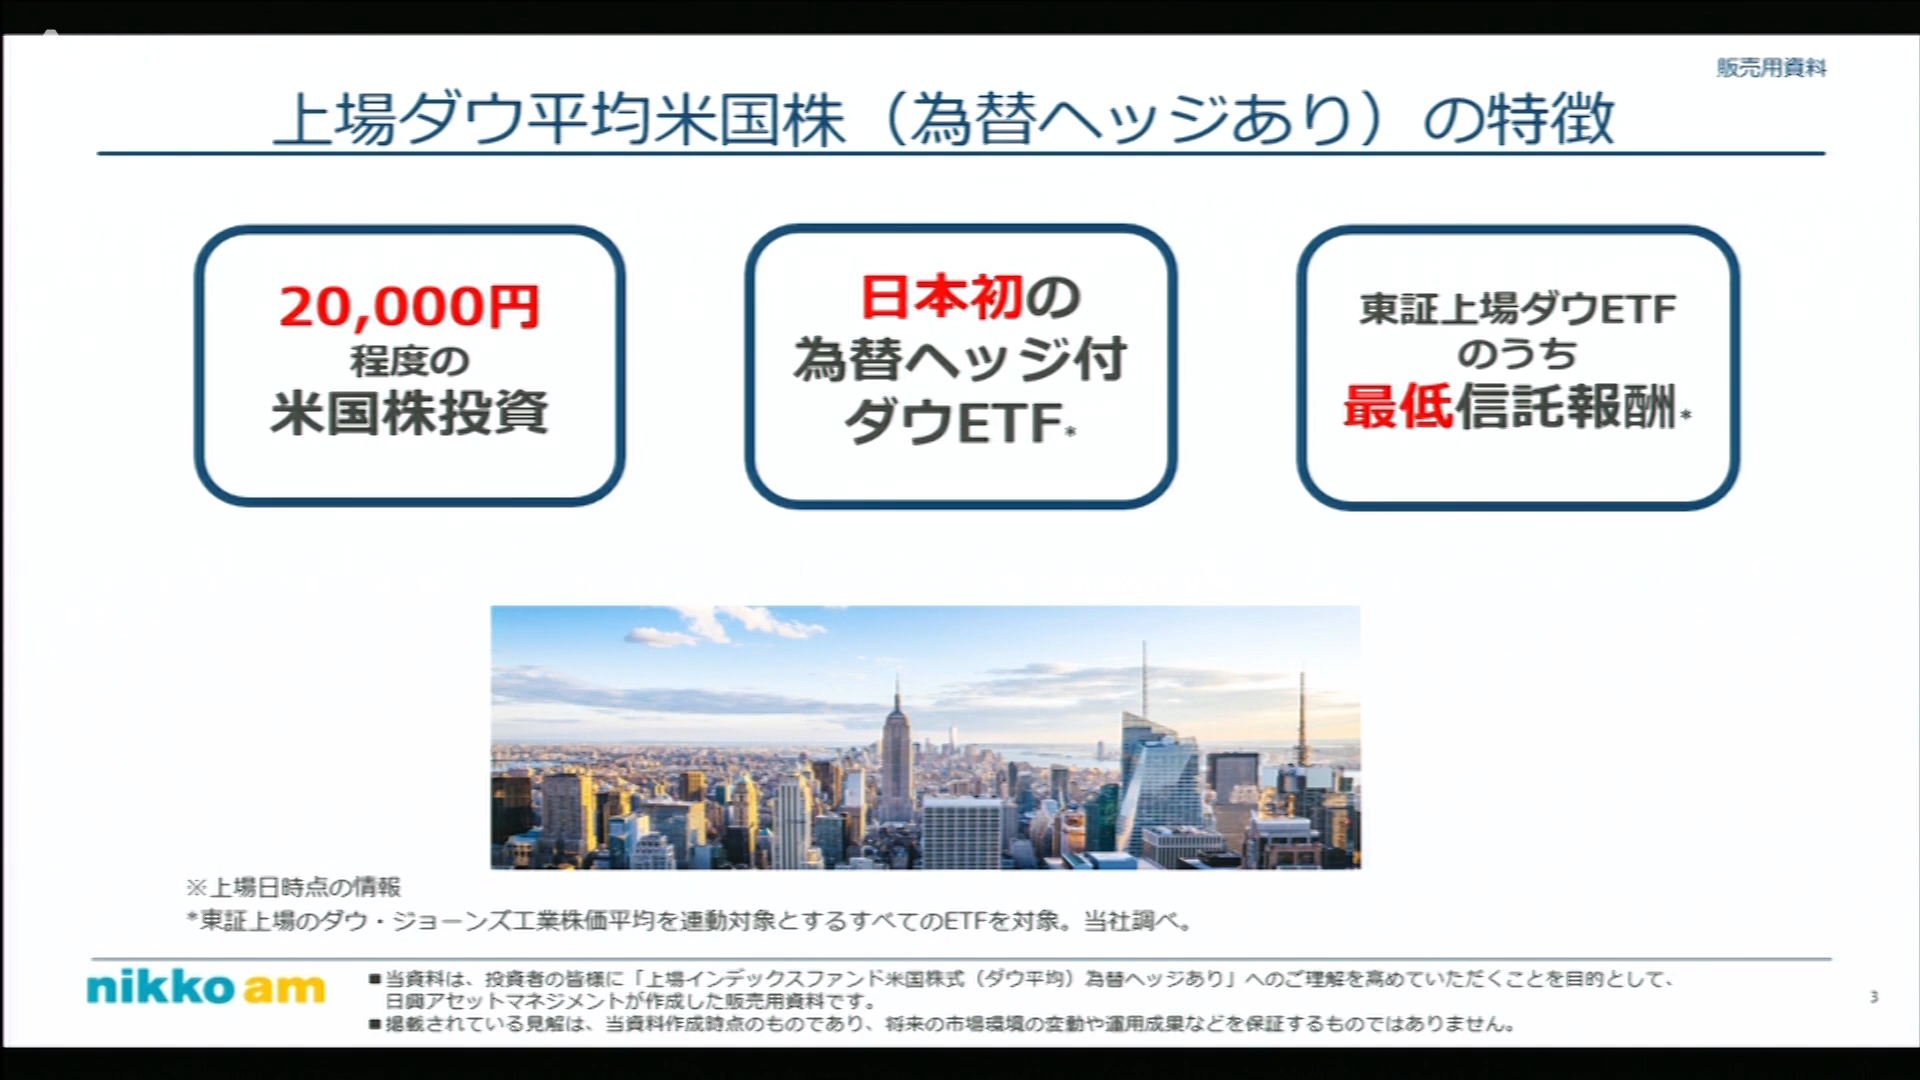 販売用資料
上場ダウ平均米国株（為替ヘッジあり）の特徴
20,000円
程度の
米国株投資
日本初の
為替ヘッジ付
ダウETF*
東証上場ダウETF
のうち
最低信託報酬*
※上場日時点の情報
*東証上場のダウ・ジョーンズ工業株価平均を連動対象とするすべてのETFを対象。当社調べ。
nikko am
■当資料は、投資者の皆様に「上場インデックスファンド米国株式（ダウ平均）為替ヘッジあり」へのご理解を高めていただくことを目的として、
日興アセットマネジメントが作成した販売用資料です。
■掲載されている見解は、当資料作成時点のものであり、将来の市場環境の変動や運用成果などを保証するものではありません。
3